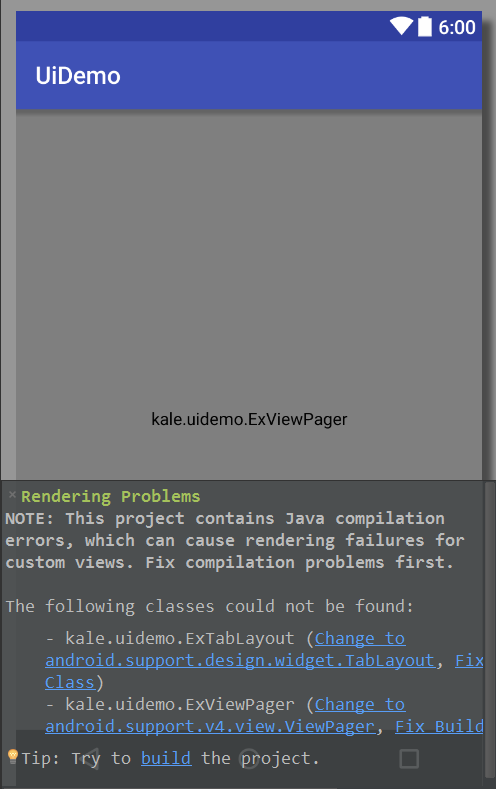 6:00
UiDemo
kale.uidemo.ExViewPager
× Rendering Problems
NOTE: This project contains Java compilation
errors, which can cause rendering failures for
custom views. Fix compilation problems first.
The following classes could not be found:
- kale.uidemo.ExTabLayout (Change to
android.support.design.widget.TabLayout, Fix
Class)
- kale.uidemo.ExViewPager (Change to
android.support.v4.view.ViewPager, Fix Build
Tip: Try to build the project.